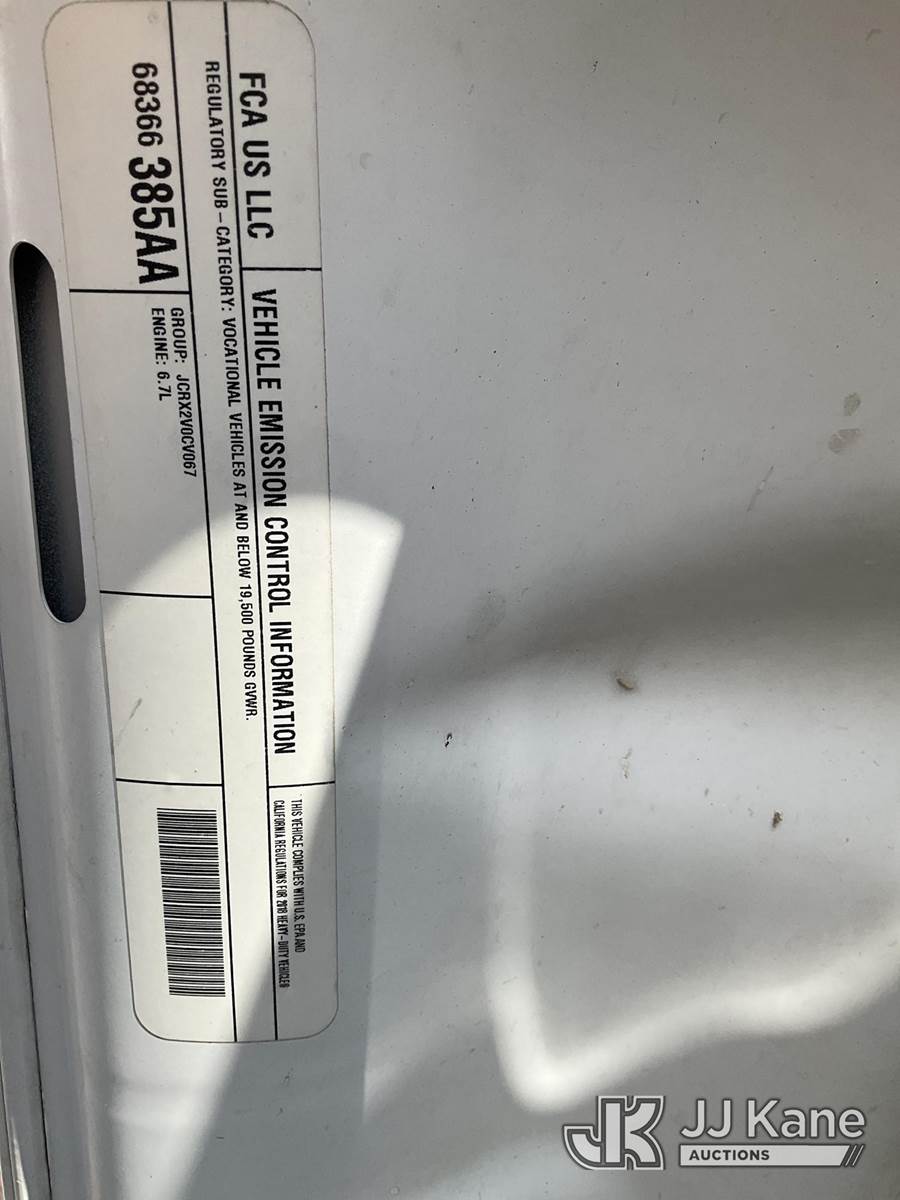 FCA US LLC
VEHICLE EMISSION CONTROL INFORMATION
THIS VEHICLE COMPLIES WITH U.S. EPA AND
CALIFORNIA REGULATIONS FOR 2018 HEAVY-DUTY VEHICLES
REGULATORY SUB-CATEGORY: VOCATIONAL VEHICLES AT AND BELOW 19,500 POUNDS GVWR.
68366 385AA
GROUP: JCRX2VOCV067
ENGINE: 6.7L
JK JJ Kane
AUCTIONS